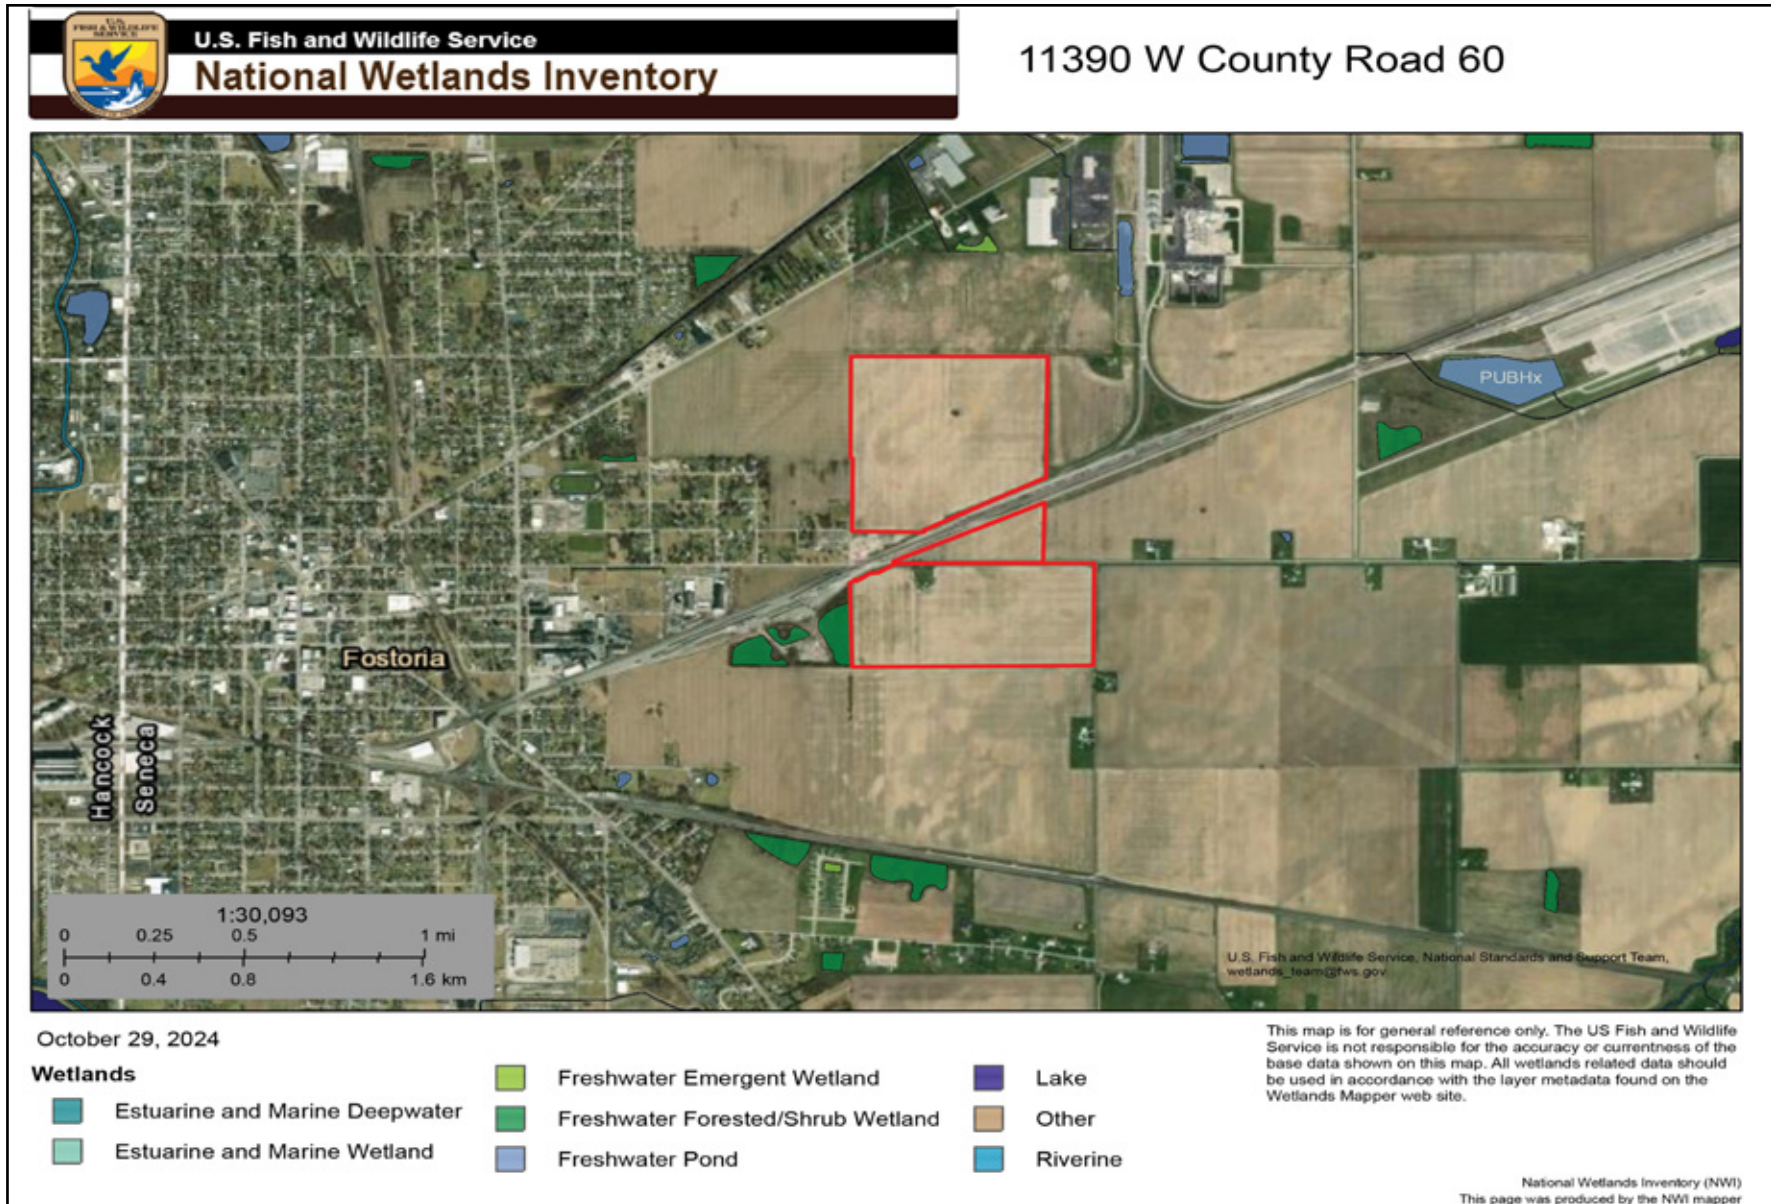 U.S.
FISH & WILDLIFE
SERVICE
U.S. Fish and Wildlife Service
National Wetlands Inventory
11390 W County Road 60
PUBHx
Fostoria
Hancock
Seneca
1:30,093
0 0.25 0.5 1 mi
0 0.4 0.8 1.6 km
U.S. Fish and Wildlife Service, National Standards and Support Team,
wetlands_team@fws.gov
October 29, 2024
Wetlands
Estuarine and Marine Deepwater
Estuarine and Marine Wetland
Freshwater Emergent Wetland
Freshwater Forested/Shrub Wetland
Freshwater Pond
Lake
Other
Riverine
This map is for general reference only. The US Fish and Wildlife
Service is not responsible for the accuracy or currentness of the
base data shown on this map. All wetlands related data should
be used in accordance with the layer metadata found on the
Wetlands Mapper web site.
National Wetlands Inventory (NWI)
This page was produced by the NWI mapper